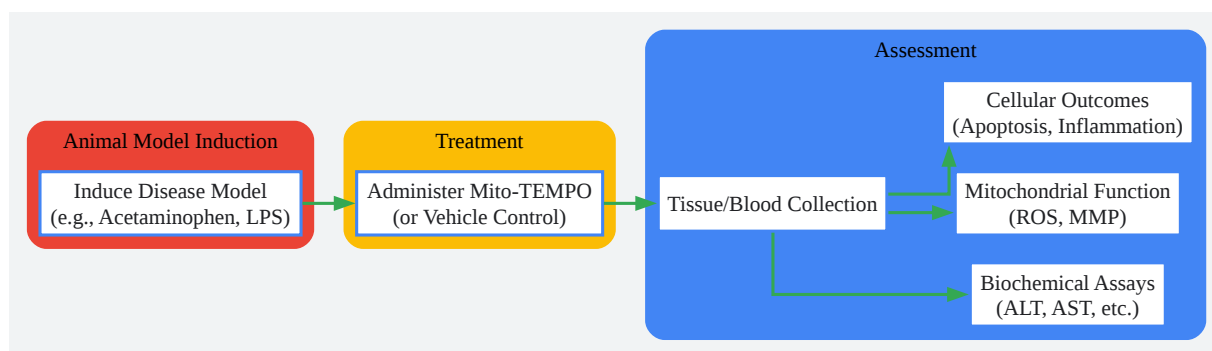 Animal Model Induction
Induce Disease Model
(e.g., Acetaminophen, LPS)
Treatment
Administer Mito-TEMPO
(or Vehicle Control)
Assessment
Tissue/Blood Collection
Cellular Outcomes
(Apoptosis, Inflammation)
Mitochondrial Function
(ROS, MMP)
Biochemical Assays
(ALT, AST, etc.)